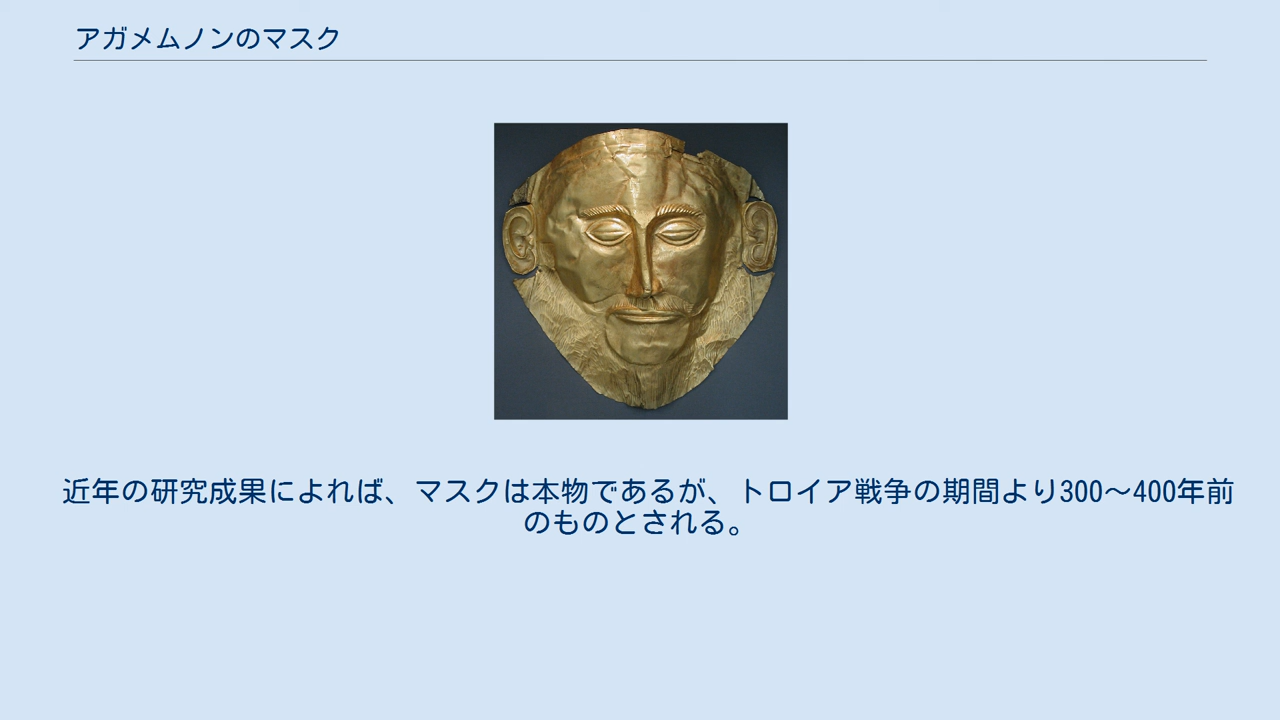 アガメムノンのマスク
近年の研究成果によれば、マスクは本物であるが、トロイア戦争の期間より300～400年前
のものとされる。